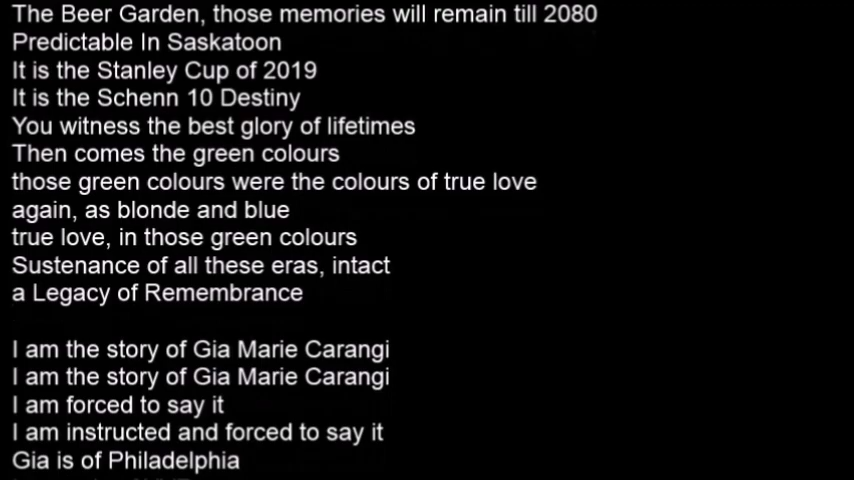 The Beer Garden, those memories will remain till 2080
Predictable In Saskatoon
It is the Stanley Cup of 2019
It is the Schenn 10 Destiny
You witness the best glory of lifetimes
Then comes the green colours
those green colours were the colours of true love
again, as blonde and blue
true love, in those green colours
Sustenance of all these eras, intact
a Legacy of Remembrance
I am the story of Gia Marie Carangi
I am the story of Gia Marie Carangi
I am forced to say it
I am instructed and forced to say it
Gia is of Philadelphia